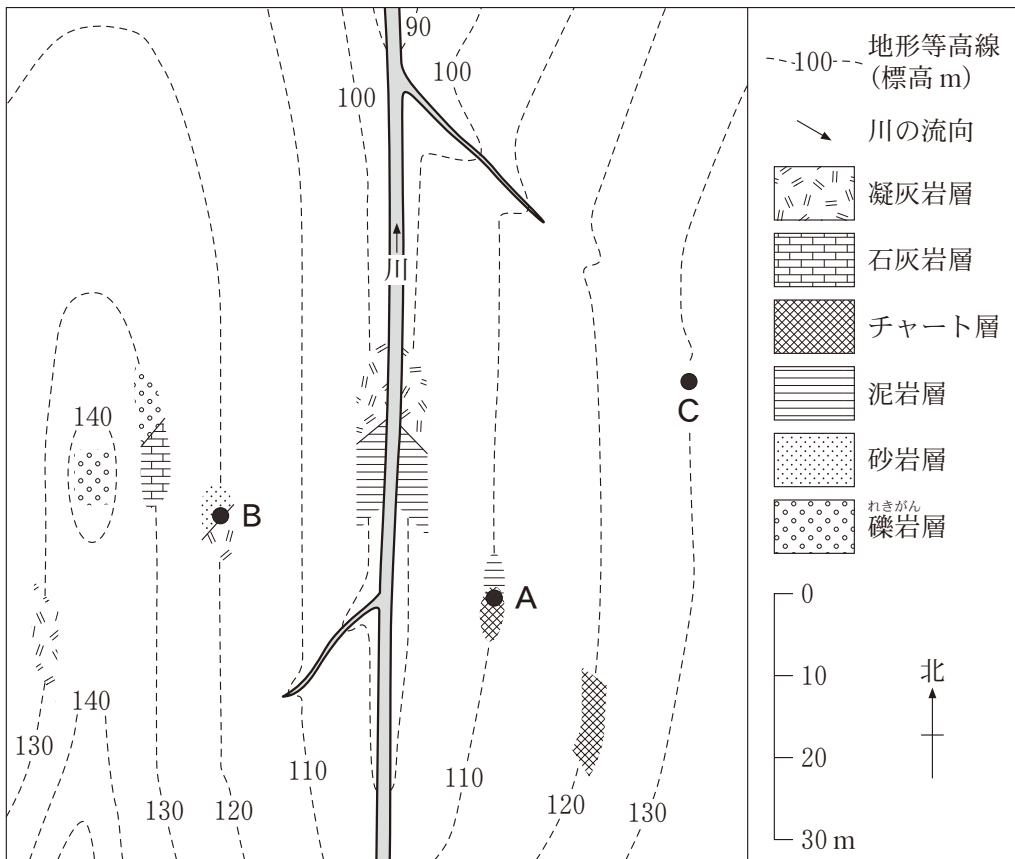 90
100
100
川
140
C
B
A
140
130
110
110
120
130
120
130
100
地形等高線
(標高 m)
川の流向
凝灰岩層
石灰岩層
チャート層
泥岩層
砂岩層
れきがん
礫岩層
0
10
20
30 m
北